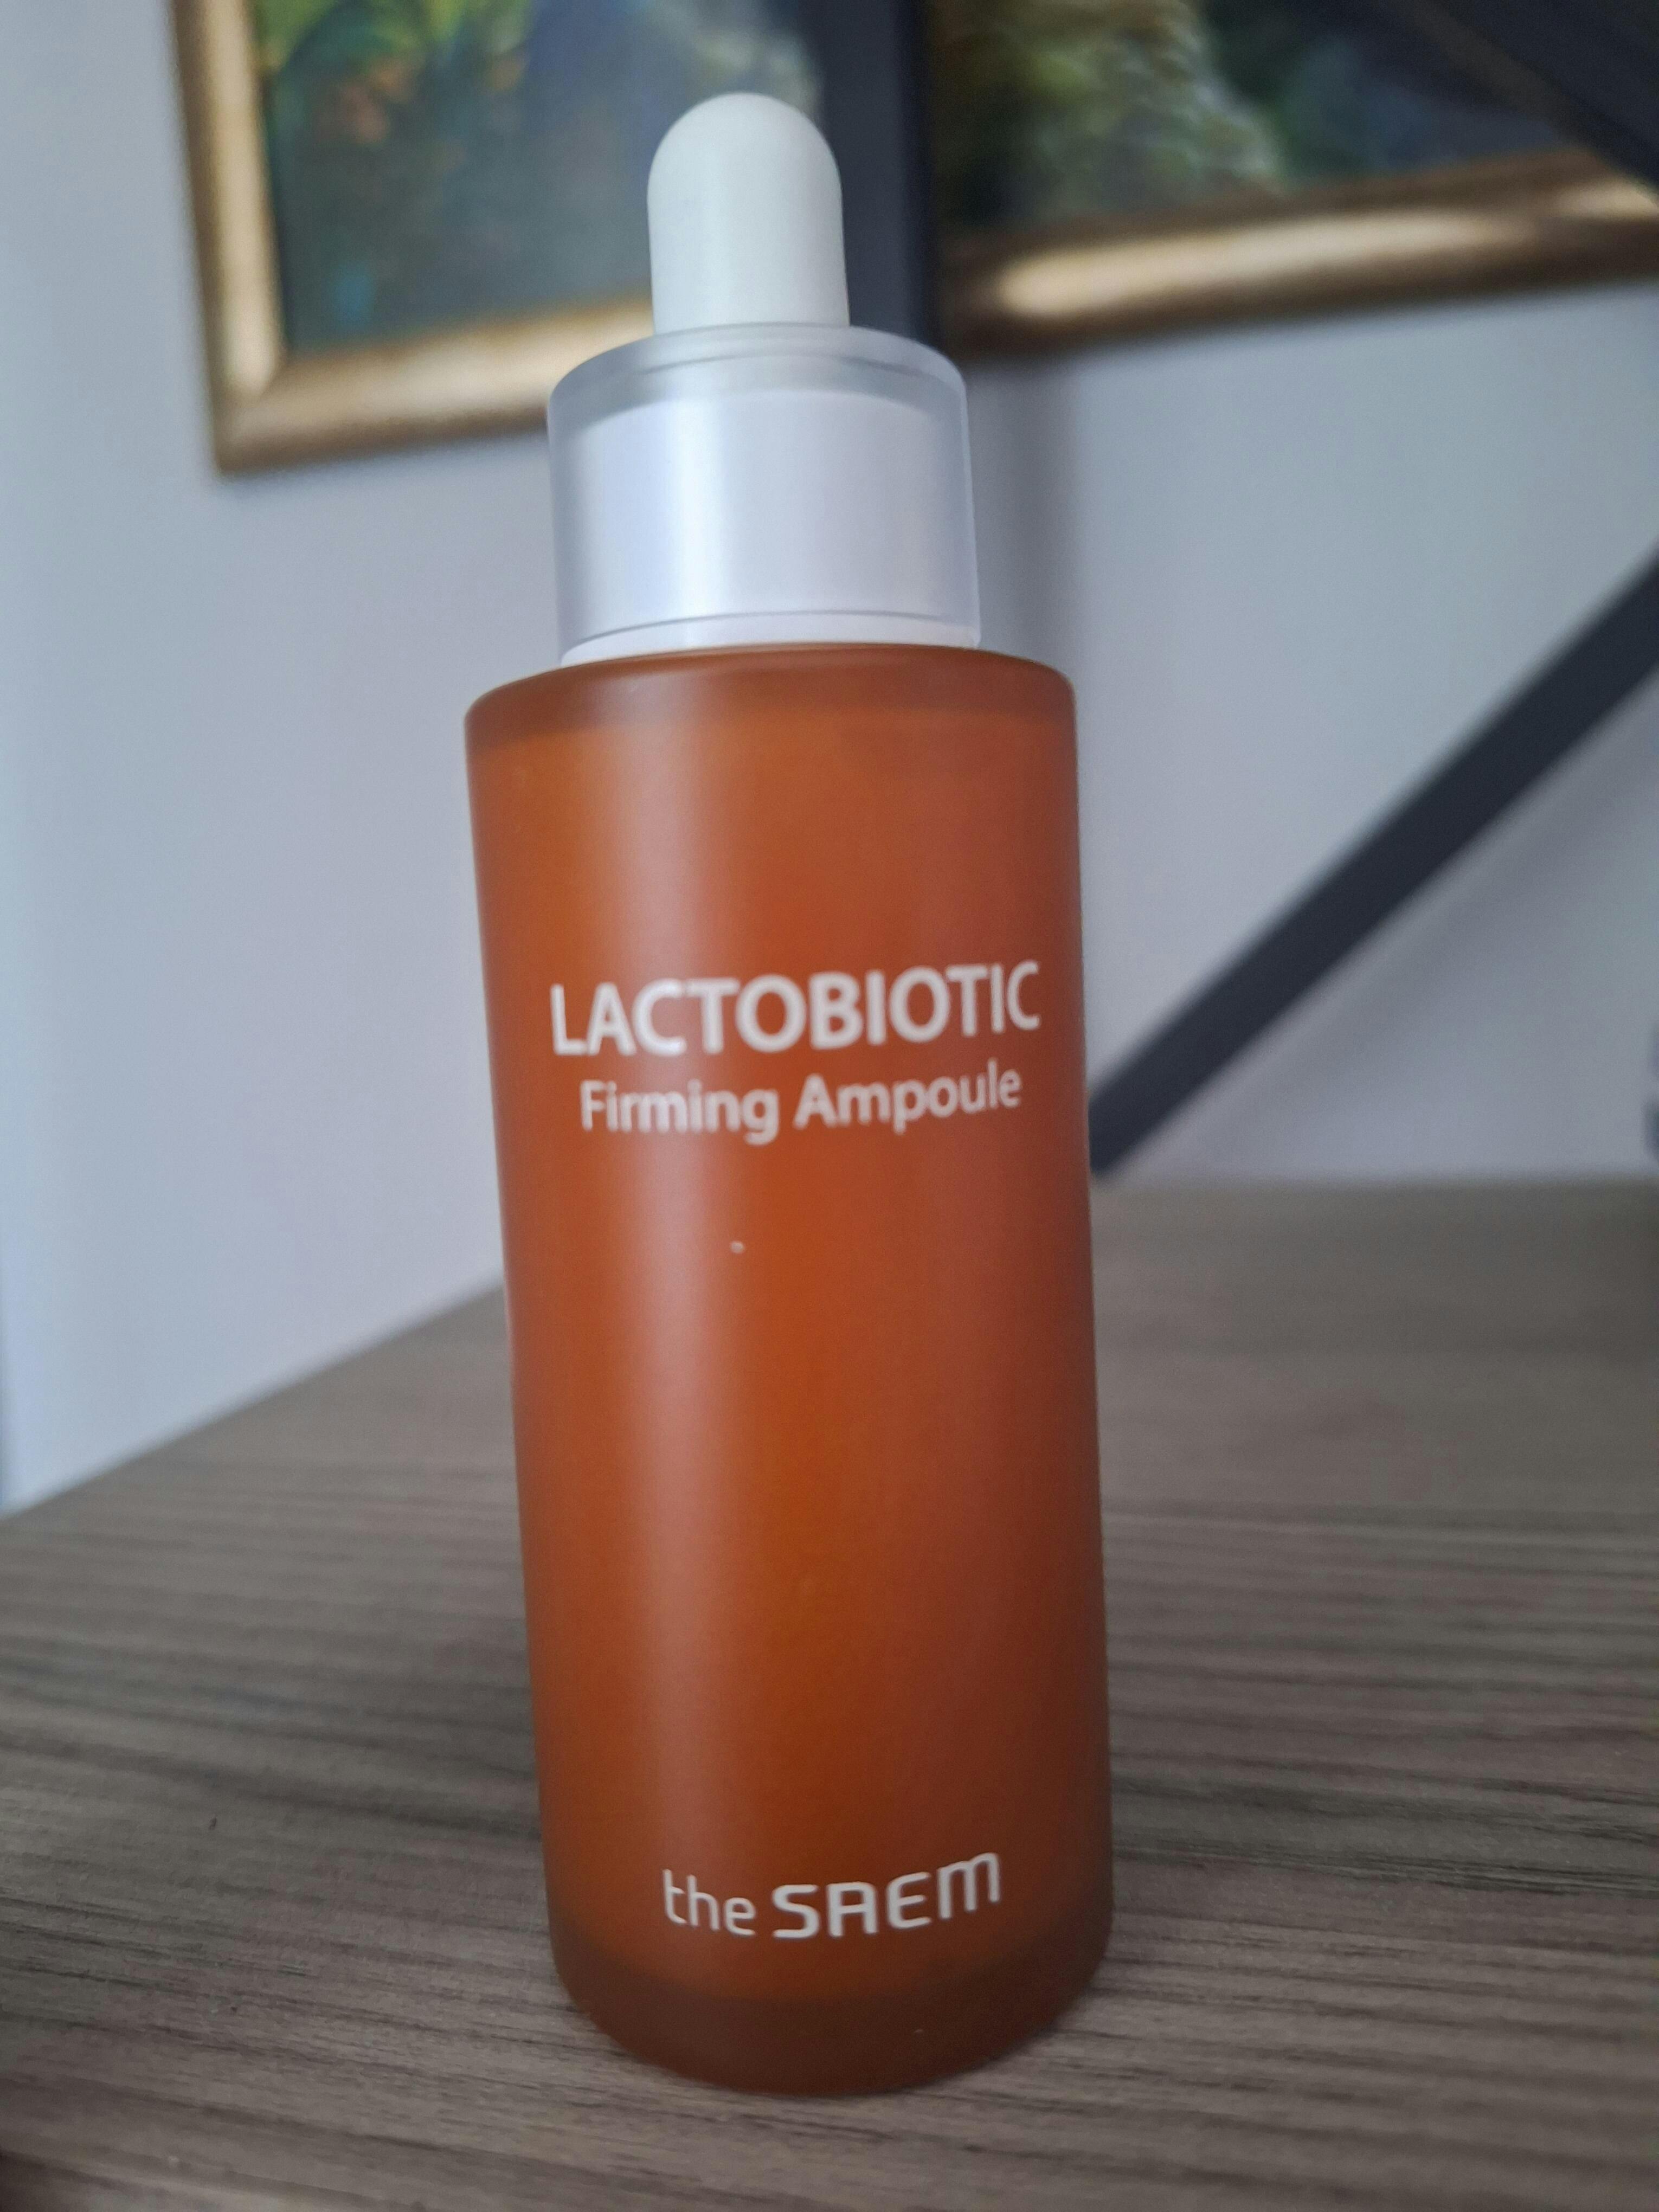 LACTOBIOTIC
Firming Ampoule
the SAEM